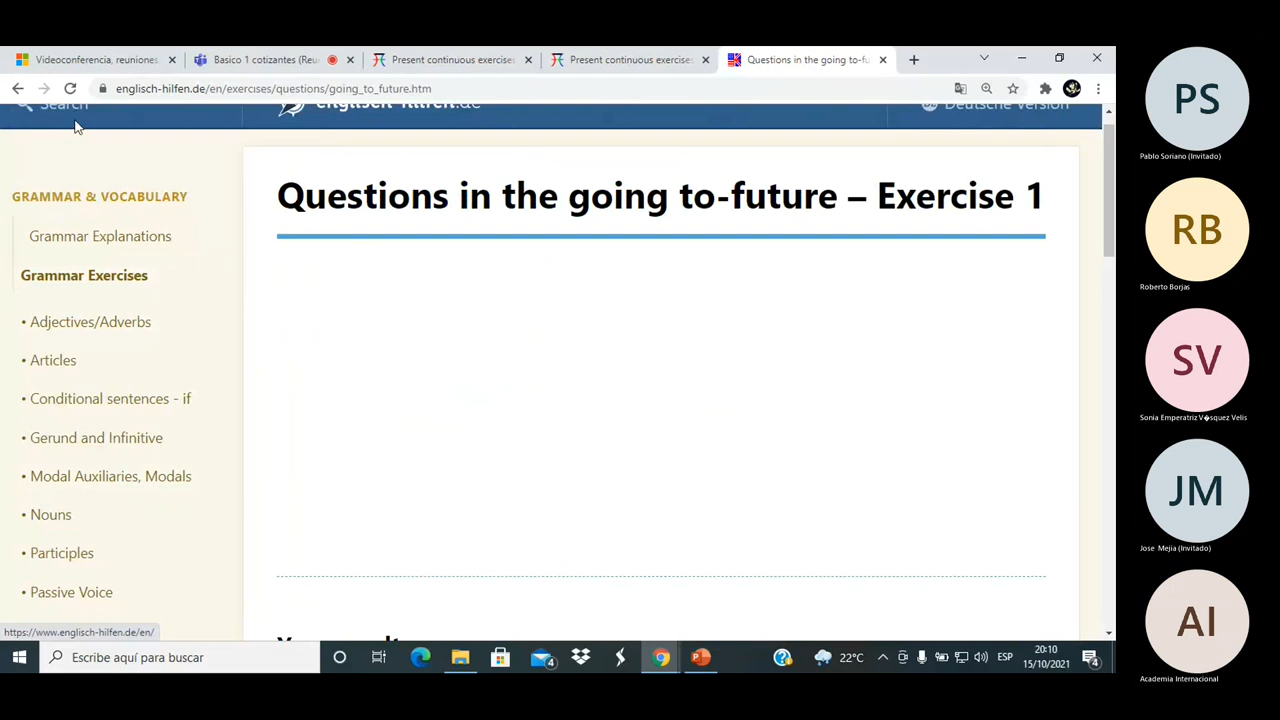 Videoconferencia, reuniones
Basico 1 cotizantes (Reu
Present continuous exercises
Present continuous exercises
Questions in the going to-fu
englisch-hilfen.de/en/exercises/questions/going_to_future.htm
Search
englisch-hilfen.de
Deutsche Version
GRAMMAR & VOCABULARY
Grammar Explanations
Grammar Exercises
• Adjectives/Adverbs
• Articles
• Conditional sentences - if
• Gerund and Infinitive
• Modal Auxiliaries, Modals
• Nouns
• Participles
• Passive Voice
Questions in the going to-future – Exercise 1
https://www.englisch-hilfen.de/en/
Escribe aquí para buscar
4
22°C
ESP
20:10
15/10/2021
4
PS
Pablo Soriano (Invitado)
RB
Roberto Borjas
SV
Sonia Emperatriz V�squez Velis
JM
Jose Mejia (Invitado)
AI
Academia Internacional